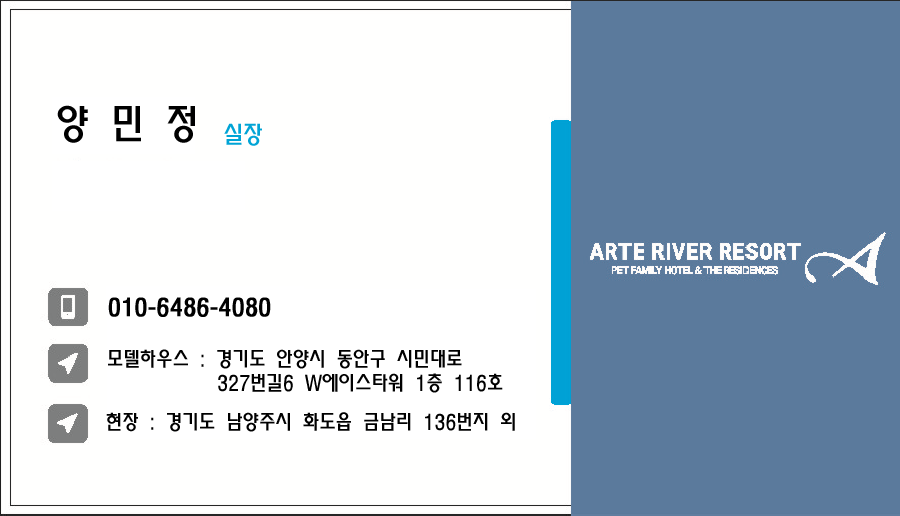 양 민 정 실장
010-6486-4080
모델하우스 : 경기도 안양시 동안구 시민대로
327번길6 W에이스타워 1층 116호
현장 : 경기도 남양주시 화도읍 금남리 136번지 외
ARTE RIVER RESORT
PET FAMILY HOTEL & THE RESIDENCES